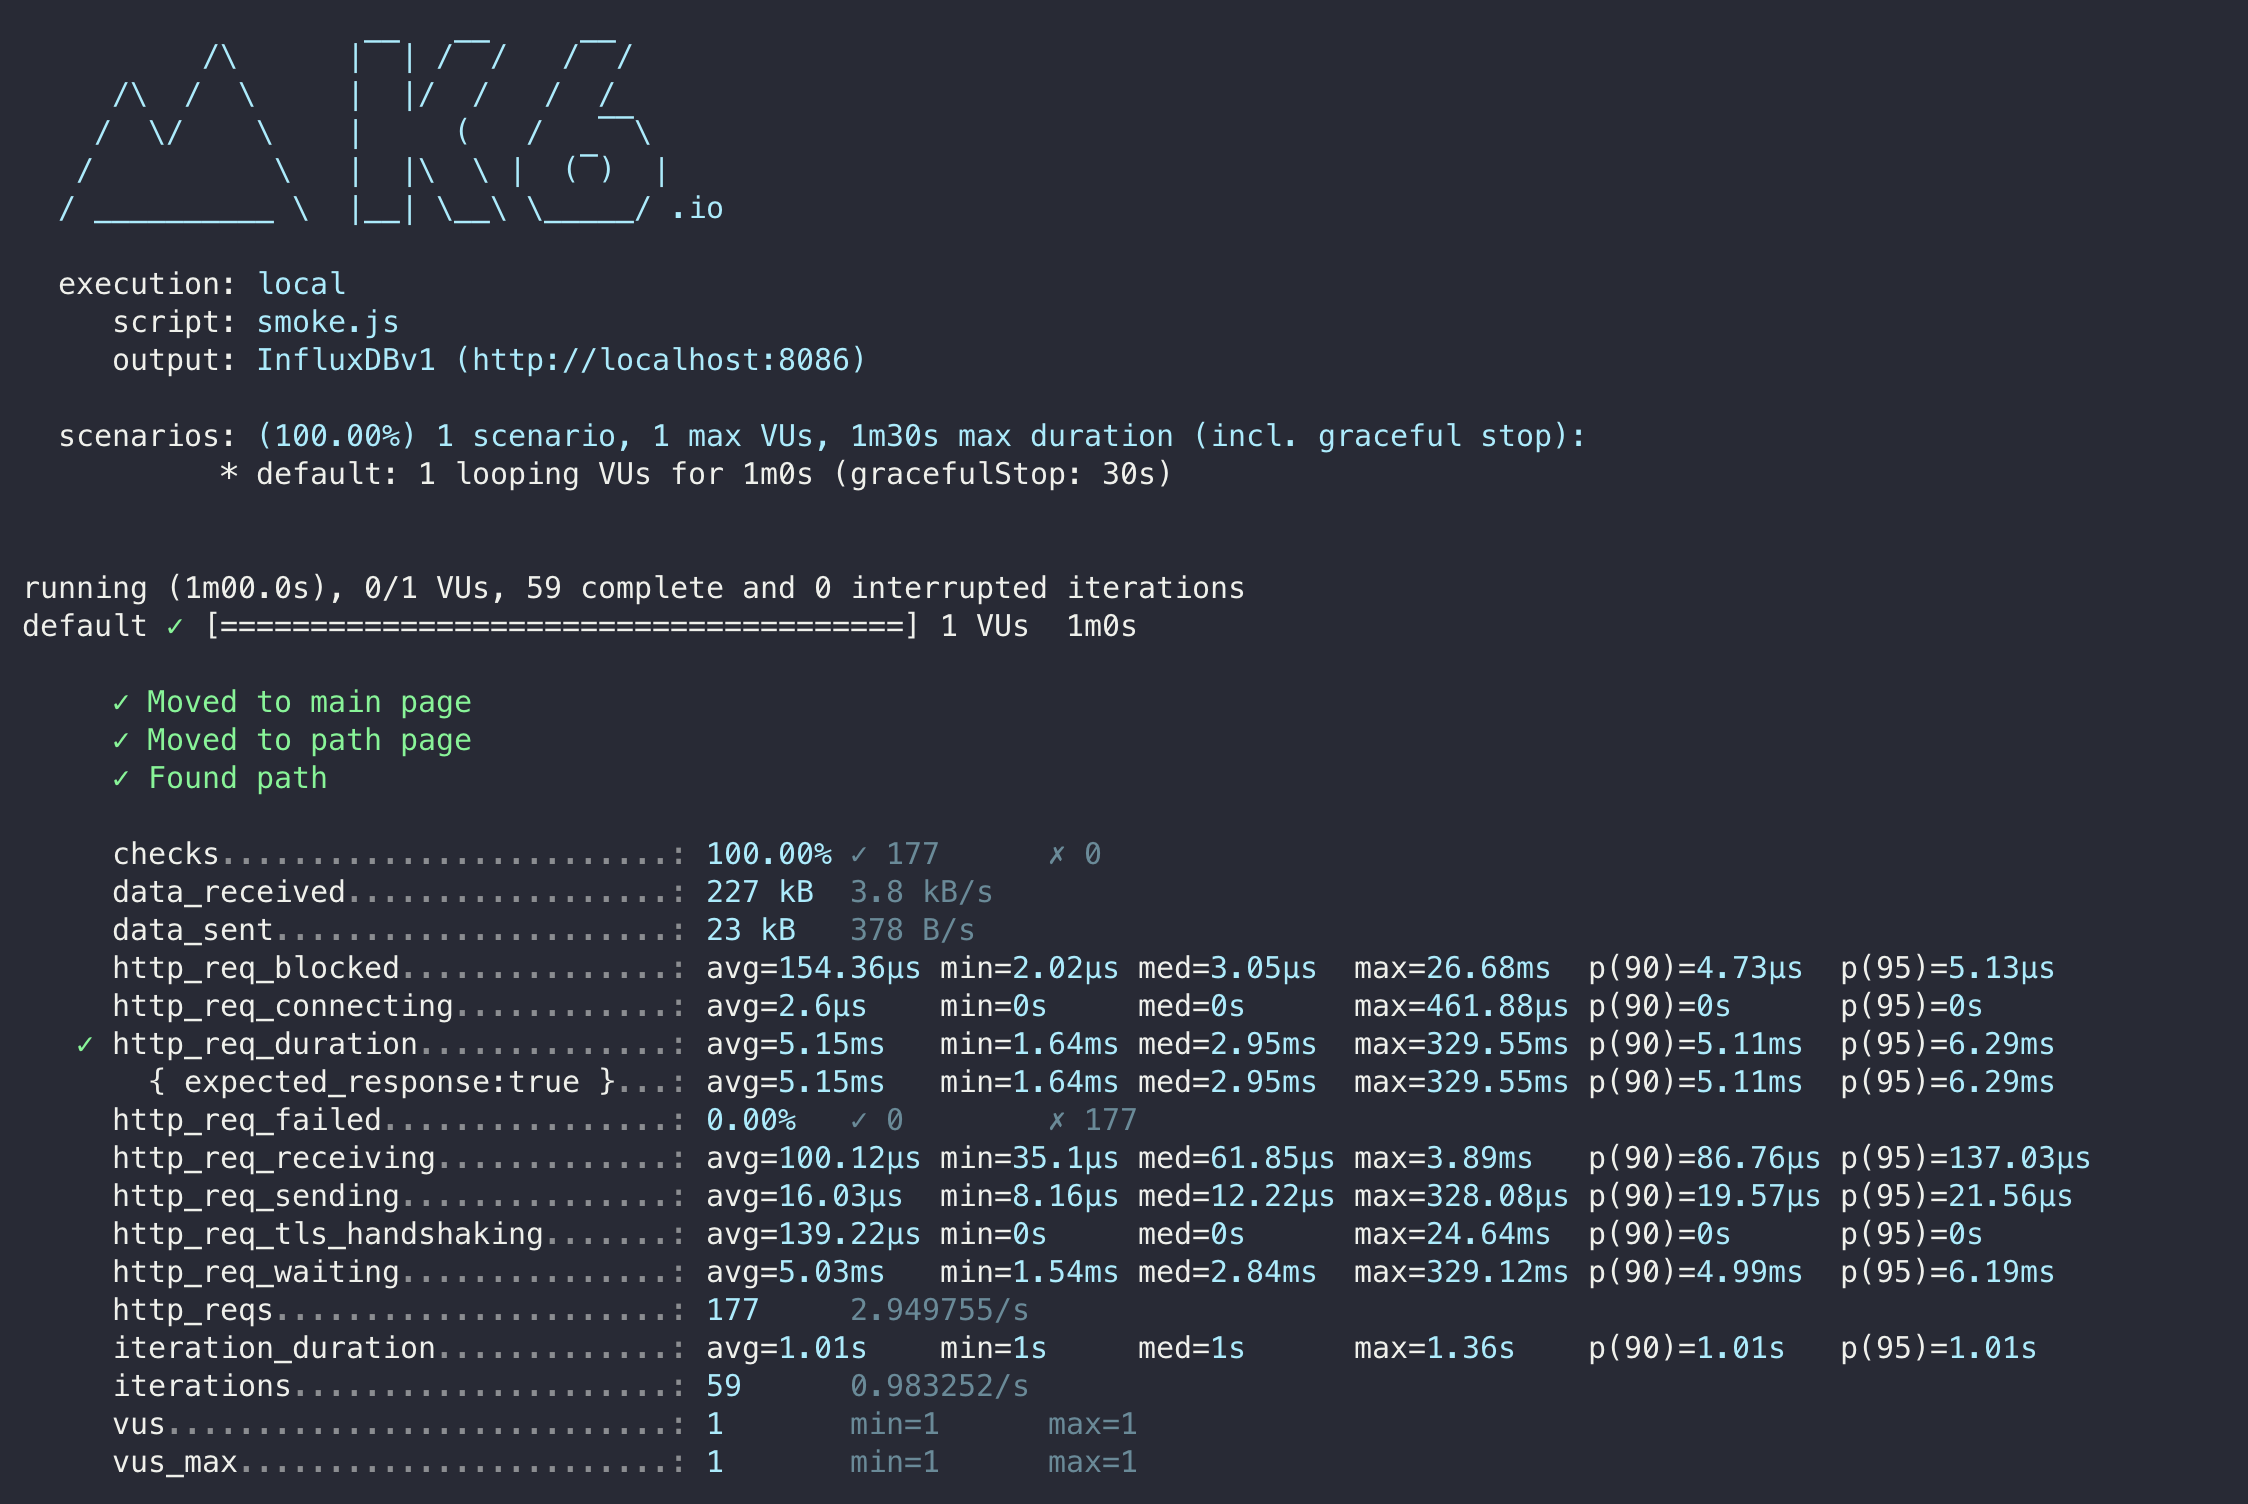 /\      |‾‾| /‾‾/   /‾‾/
     /\  /  \     |  |/  /   /  /
    /  \/    \    |     (   /   ‾‾\
   /          \   |  |\  \ |  (‾)  |
  / __________ \  |__| \__\ \_____/ .io
execution: local
script: smoke.js
output: InfluxDBv1 (http://localhost:8086)
scenarios: (100.00%) 1 scenario, 1 max VUs, 1m30s max duration (incl. graceful stop):
* default: 1 looping VUs for 1m0s (gracefulStop: 30s)
running (1m00.0s), 0/1 VUs, 59 complete and 0 interrupted iterations
default ✓ [======================================] 1 VUs  1m0s
✓ Moved to main page
✓ Moved to path page
✓ Found path
checks.........................: 100.00% ✓ 177      ✗ 0
data_received..................: 227 kB  3.8 kB/s
data_sent......................: 23 kB   378 B/s
http_req_blocked...............: avg=154.36µs min=2.02µs med=3.05µs  max=26.68ms  p(90)=4.73µs  p(95)=5.13µs
http_req_connecting............: avg=2.6µs    min=0s     med=0s      max=461.88µs p(90)=0s      p(95)=0s
✓ http_req_duration..............: avg=5.15ms   min=1.64ms med=2.95ms  max=329.55ms p(90)=5.11ms  p(95)=6.29ms
{ expected_response:true }...: avg=5.15ms   min=1.64ms med=2.95ms  max=329.55ms p(90)=5.11ms  p(95)=6.29ms
http_req_failed................: 0.00%   ✓ 0        ✗ 177
http_req_receiving.............: avg=100.12µs min=35.1µs med=61.85µs max=3.89ms   p(90)=86.76µs p(95)=137.03µs
http_req_sending...............: avg=16.03µs  min=8.16µs med=12.22µs max=328.08µs p(90)=19.57µs p(95)=21.56µs
http_req_tls_handshaking.......: avg=139.22µs min=0s     med=0s      max=24.64ms  p(90)=0s      p(95)=0s
http_req_waiting...............: avg=5.03ms   min=1.54ms med=2.84ms  max=329.12ms p(90)=4.99ms  p(95)=6.19ms
http_reqs......................: 177     2.949755/s
iteration_duration.............: avg=1.01s    min=1s     med=1s      max=1.36s    p(90)=1.01s   p(95)=1.01s
iterations.....................: 59      0.983252/s
vus............................: 1       min=1      max=1
vus_max........................: 1       min=1      max=1